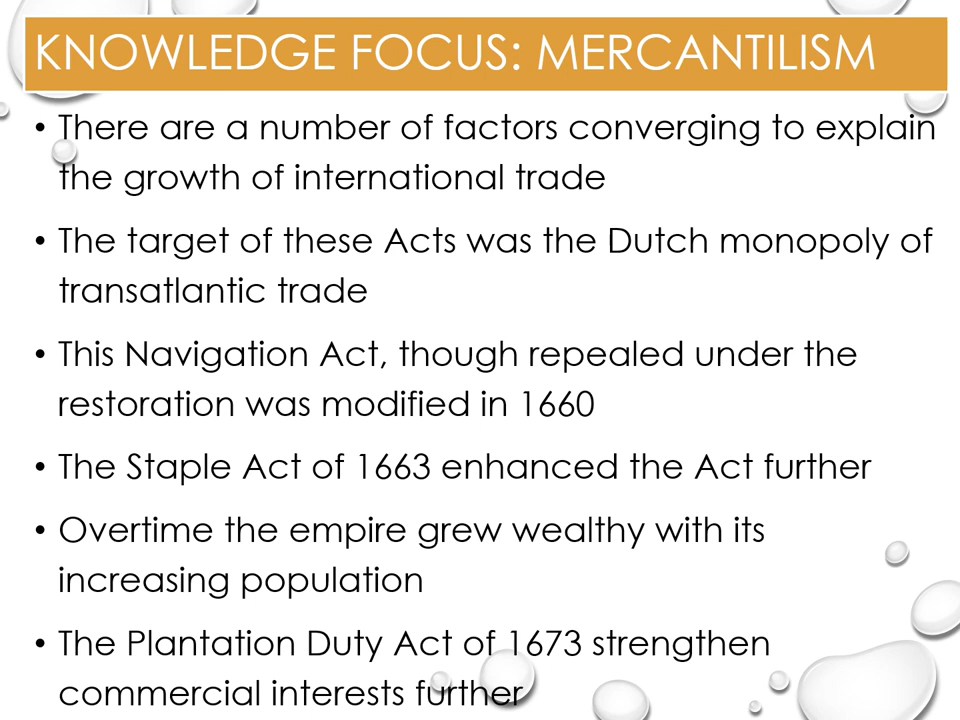 KNOWLEDGE FOCUS: MERCANTILISM
• There are a number of factors converging to explain
the growth of international trade
• The target of these Acts was the Dutch monopoly of
transatlantic trade
• This Navigation Act, though repealed under the
restoration was modified in 1660
• The Staple Act of 1663 enhanced the Act further
• Overtime the empire grew wealthy with its
increasing population
• The Plantation Duty Act of 1673 strengthen
commercial interests further